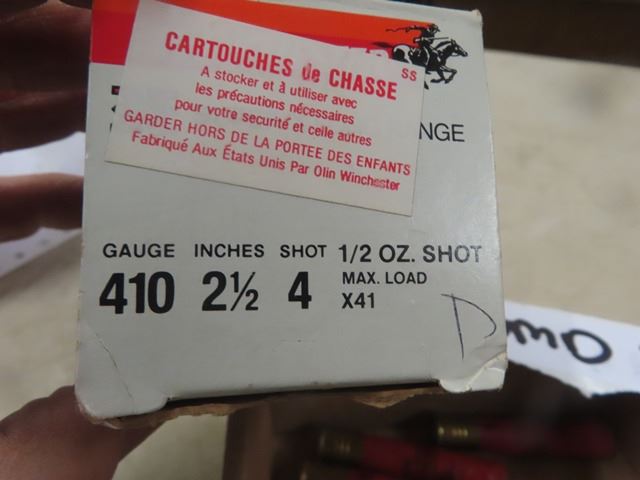 CARTOUCHES de CHASSE
SS
A stocker et à utiliser avec
les précautions nécessaires
pour votre securité et celle autres
GARDER HORS DE LA PORTEE DES ENFANTS
Fabriqué Aux États Unis Par Olin Winchester
NGE
GAUGE INCHES SHOT 1/2 OZ. SHOT
410 2½ 4 MAX. LOAD
X41
D